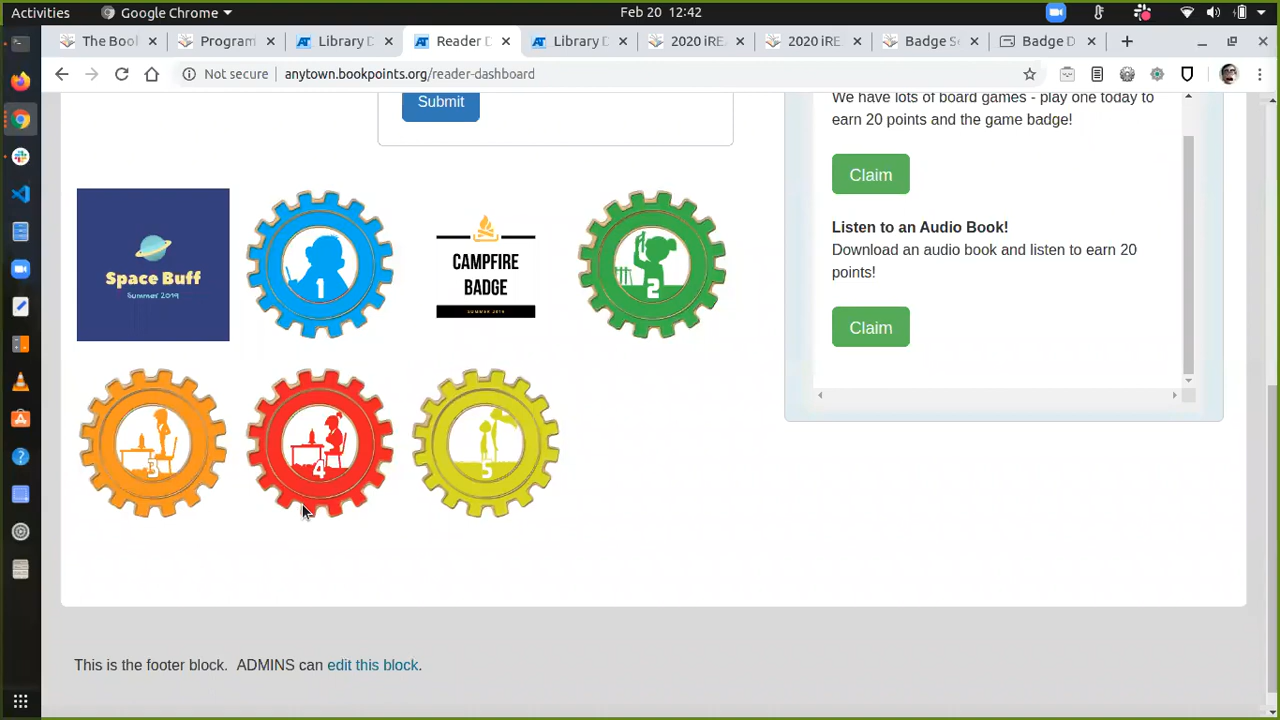 Activities
Google Chrome
Feb 20 12:42
The Bool
Program
Library D
Reader D
Library D
2020 iRE
2020 iRE
Badge S
Badge D
Not secure
anytown.bookpoints.org/reader-dashboard
Submit
We have lots of board games - play one today to
earn 20 points and the game badge!
Claim
Listen to an Audio Book!
Download an audio book and listen to earn 20
points!
Claim
Space Buff
Summer 2019
1
CAMPFIRE
BADGE
SUMMER 2019
2
3
4
5
This is the footer block. ADMINS can edit this block.